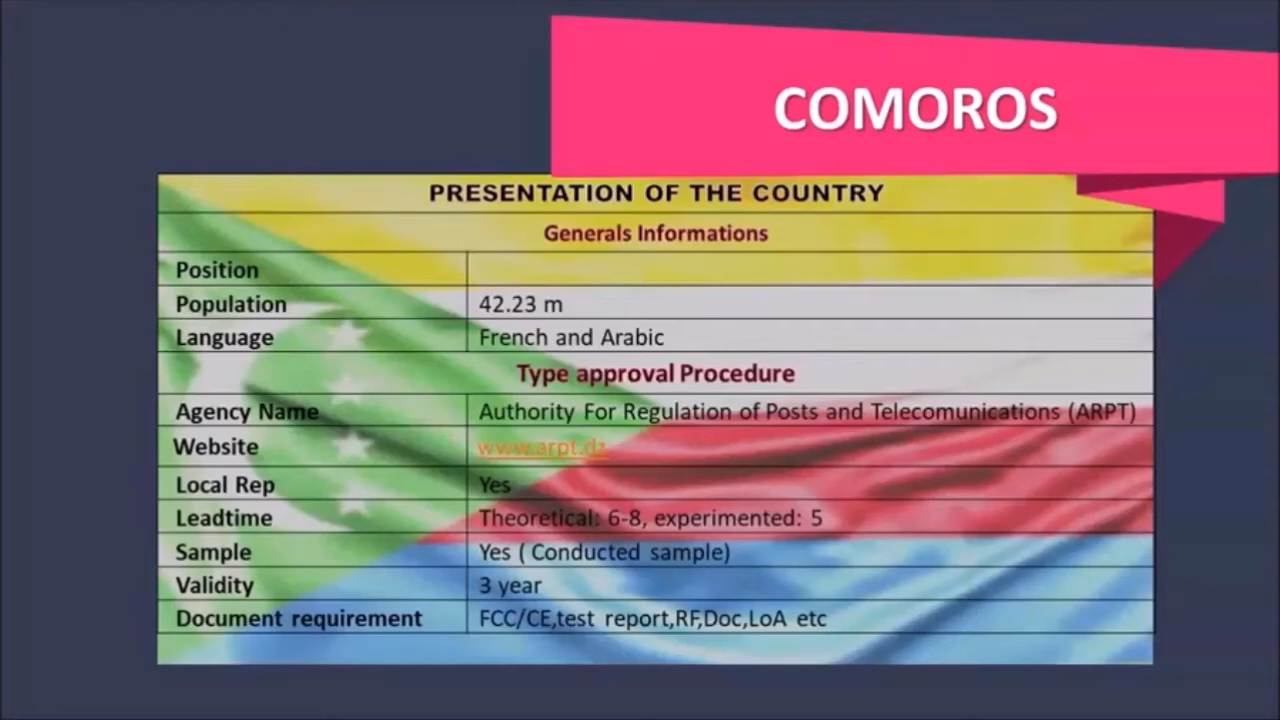 COMOROS
PRESENTATION OF THE COUNTRY
Generals Informations
Position
Population 42.23 m
Language French and Arabic
Type approval Procedure
Agency Name Authority For Regulation of Posts and Telecomunications (ARPT)
Website www.arpt.dz
Local Rep Yes
Leadtime Theoretical: 6-8, experimented: 5
Sample Yes ( Conducted sample)
Validity 3 year
Document requirement FCC/CE,test report,RF,Doc,LoA etc